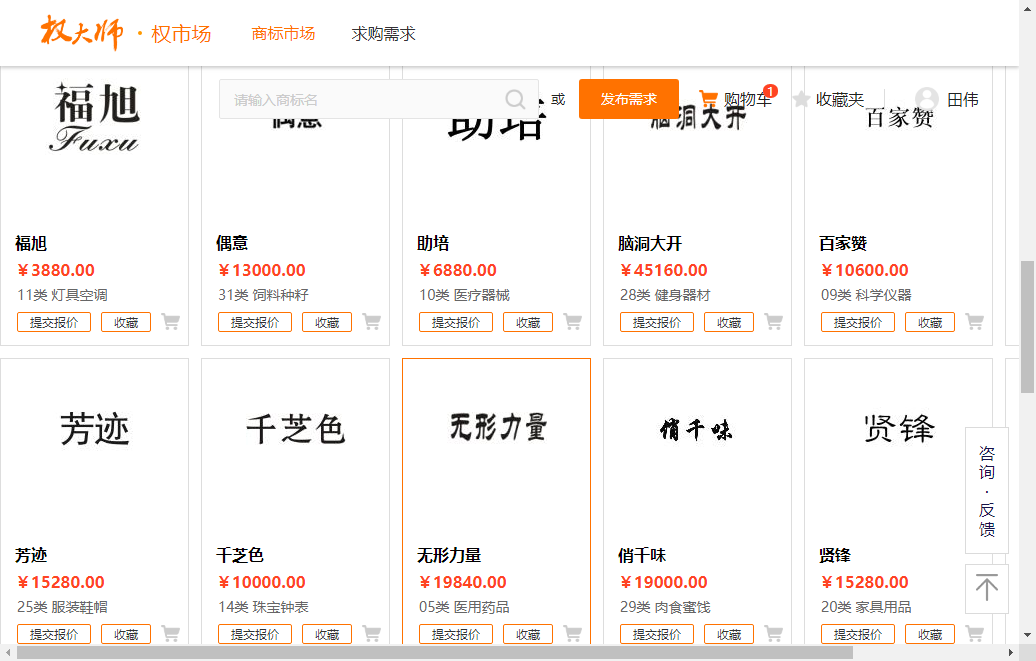 权大师 · 权市场 商标市场 求购需求
请输入商标名 或 发布需求 购物车 1 收藏夹 田伟
福旭 偶意 助培 脑洞大开 百家赞
Fuxu
福旭 偶意 助培 脑洞大开 百家赞
￥3880.00 ￥13000.00 ￥6880.00 ￥45160.00 ￥10600.00
11类 灯具空调 31类 饲料种籽 10类 医疗器械 28类 健身器材 09类 科学仪器
提交报价 收藏 提交报价 收藏 提交报价 收藏 提交报价 收藏 提交报价 收藏
芳迹 千芝色 无形力量 俏千味 贤锋
咨询·反馈
芳迹 千芝色 无形力量 俏千味 贤锋
￥15280.00 ￥10000.00 ￥19840.00 ￥19000.00 ￥15280.00
25类 服装鞋帽 14类 珠宝钟表 05类 医用药品 29类 肉食蜜饯 20类 家具用品
提交报价 收藏 提交报价 收藏 提交报价 收藏 提交报价 收藏 提交报价 收藏